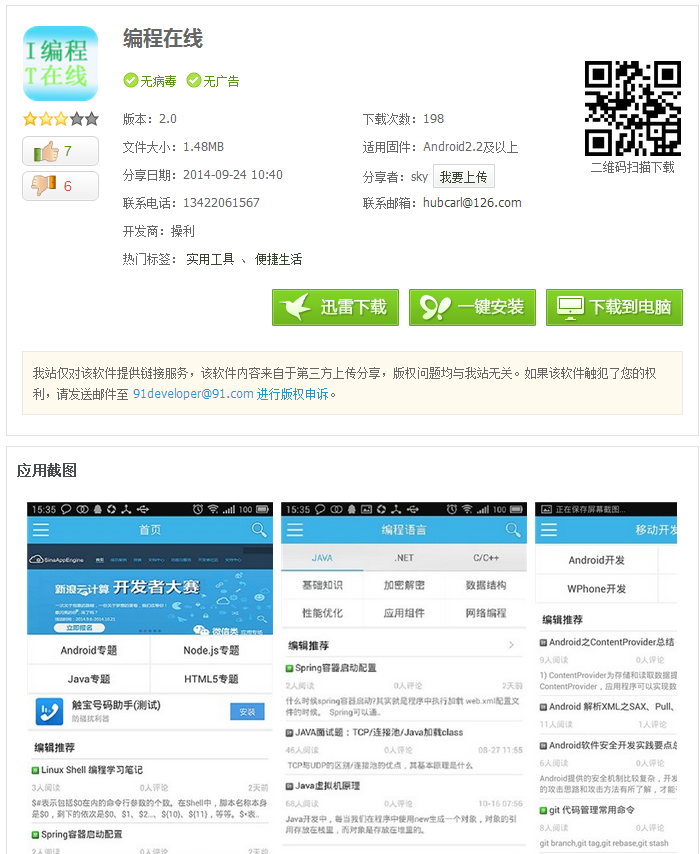 编程在线
I 编程
T 在线
无病毒 无广告
7
6
版本：2.0
下载次数：198
文件大小：1.48MB
适用固件：Android2.2及以上
分享日期：2014-09-24 10:40
分享者：sky 我要上传
联系电话：13422061567
联系邮箱：hubcarl@126.com
开发商：操利
热门标签： 实用工具 、 便捷生活
二维码扫描下载
迅雷下载 一键安装 下载到电脑
我站仅对该软件提供链接服务，该软件内容来自于第三方上传分享，版权问题均与我站无关。如果该软件触犯了您的权
利，请发送邮件至 91developer@91.com 进行版权申诉。
应用截图
15:35 100
首页
SinaAppEngine 首页
新浪云计算 开发者大赛
立即报名
微信类
Android专题 Node.js专题
Java专题 HTML5专题
触宝号码助手(测试)
防骚扰利器
安装
编辑推荐
Linux Shell 编程学习笔记
3人阅读 0人评论 2天前
$#表示包括$0在内的命令行参数的个数。在Shell中，脚本名称本身
是$0，剩下的依次是$0、$1、$2...、${10}、${11}，等等。$*表..
Spring容器启动配置
2人阅读 0人评论 2天前
15:35 100
编程语言
JAVA .NET C/C++
基础知识 加密解密 数据结构
性能优化 应用组件 网络编程
编辑推荐
Spring容器启动配置
2人阅读 0人评论 2天前
什么时候spring容器启动?其实就是程序中执行加载 web.xml配置文
件的时候。 Spring可以通..
JAVA面试题：TCP/连接池/Java加载class
46人阅读 0人评论 08-27 11:55
TCP与UDP的区别/连接池的优点，其基本原理是什么
Java虚拟机原理
68人阅读 0人评论 10-16 07:56
Java开发中，每当我们在程序中使用new生成一个对象，对象的引
用存放在栈里，而对象是存放在堆里的。
正在保存屏幕截图...
移动开发
Android开发
WPhone开发
编辑推荐
Android之ContentProvider总结
9人阅读 0人评论
1) ContentProvider为存储和读取数据提
ContentProvider，应用程序可以实现数
Android 解析XML之SAX、Pull、
11人阅读 1人评论
Android软件安全开发实践要点总
6人阅读 0人评论
Android提供的安全机制比较复杂，开发
的攻击思路和攻击方法有所了解，才能
git 代码管理常用命令
8人阅读 0人评论
git branch,git tag,git rebase,git stash